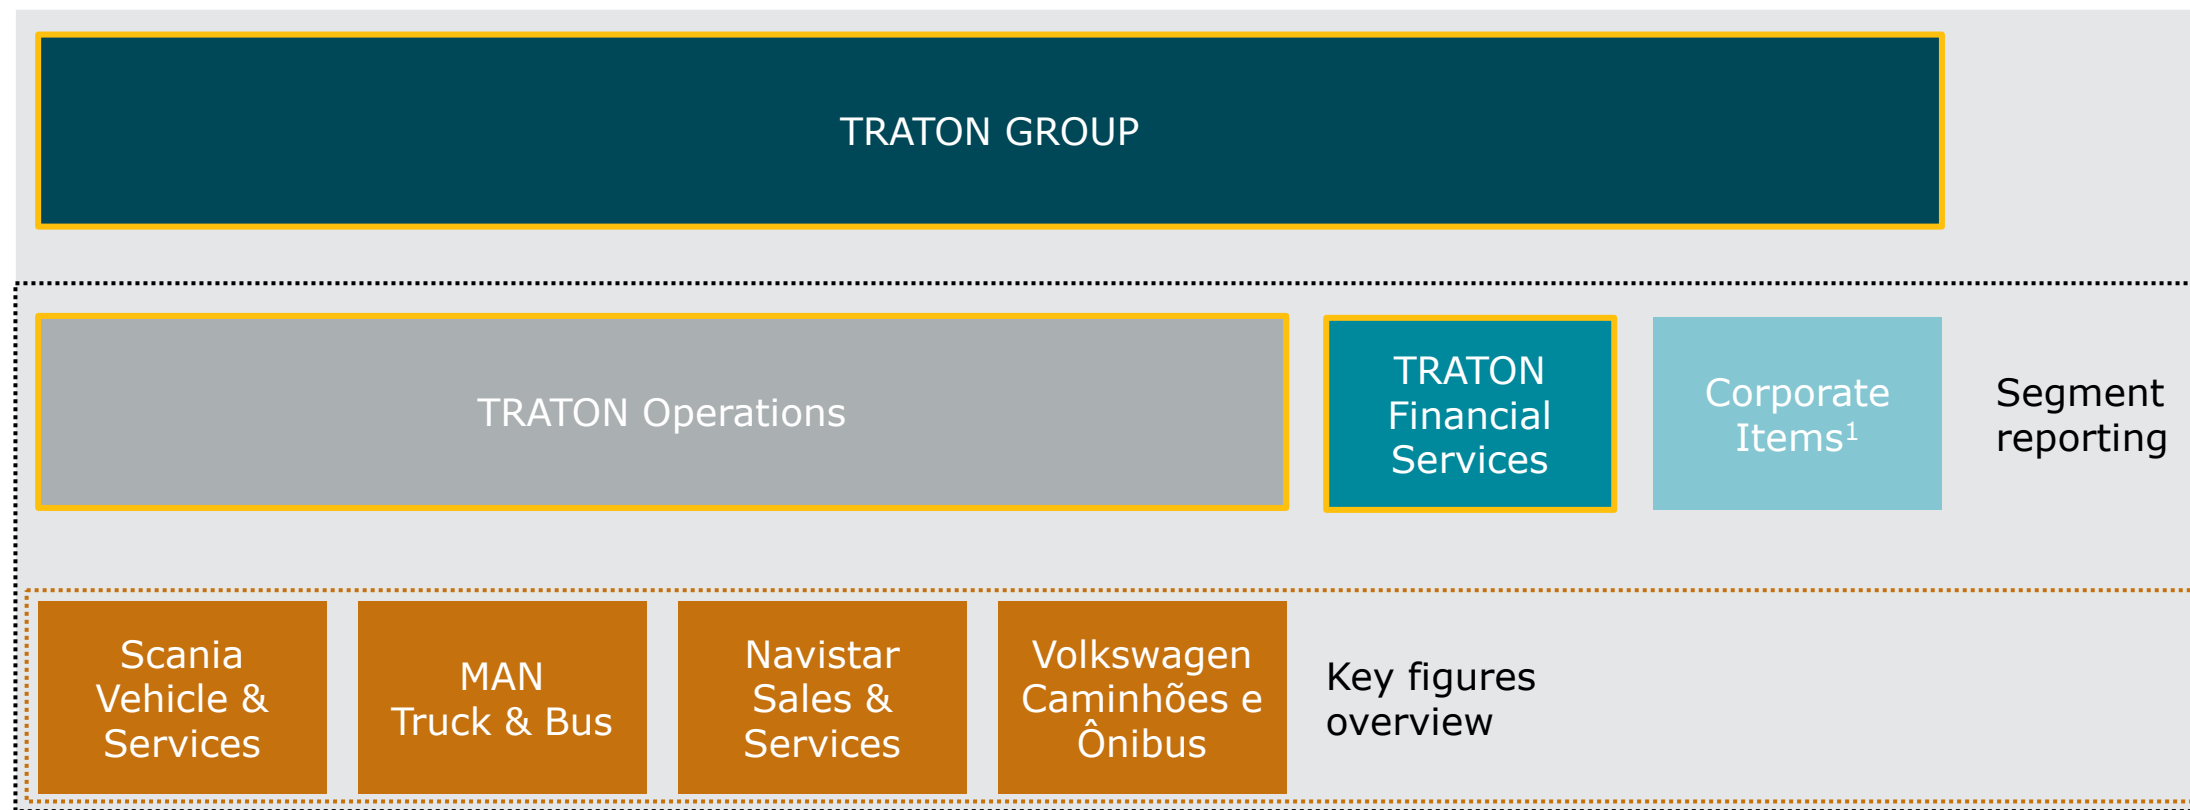 TRATON GROUP
TRATON Operations
TRATON
Financial
Services
Corporate
Items¹
Segment
reporting
Scania
Vehicle &
Services
MAN
Truck & Bus
Navistar
Sales &
Services
Volkswagen
Caminhões e
Ônibus
Key figures
overview